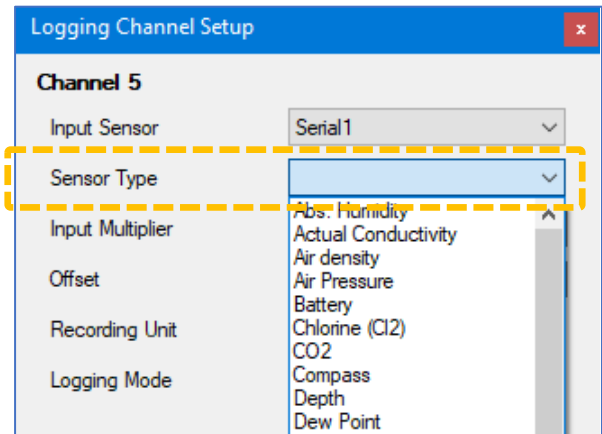 Logging Channel Setup
x
Channel 5
Input Sensor
Serial1
Sensor Type
Abs. Humidity
Input Multiplier
Actual Conductivity
Air density
Offset
Air Pressure
Battery
Recording Unit
Chlorine (Cl2)
CO2
Logging Mode
Compass
Depth
Dew Point